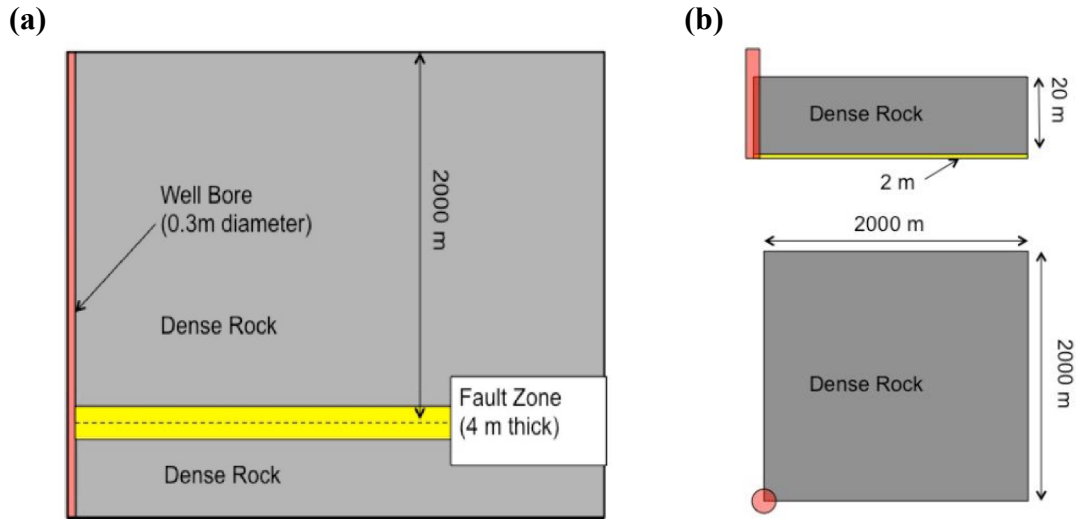 (a)
2000 m
Well Bore
(0.3m diameter)
Dense Rock
Fault Zone
(4 m thick)
Dense Rock
(b)
Dense Rock
20 m
2 m
2000 m
Dense Rock
2000 m